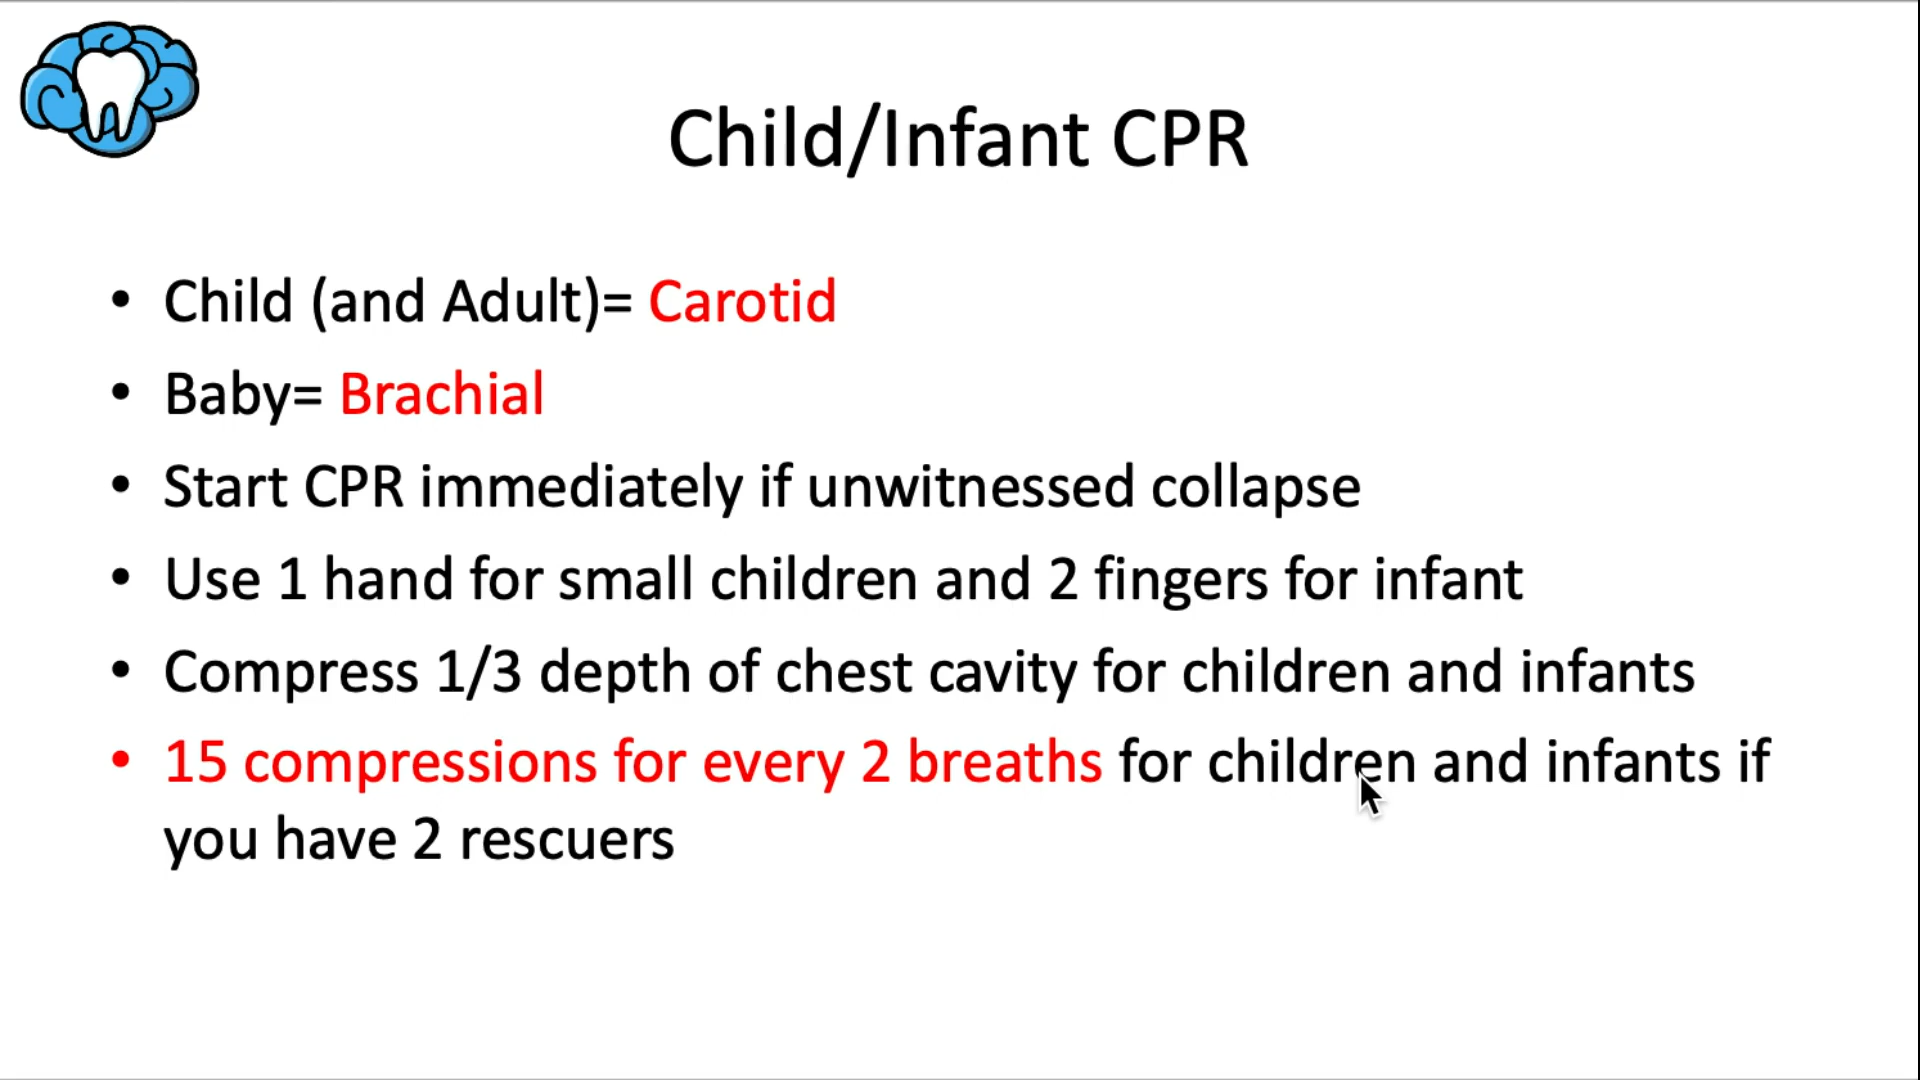 Child/Infant CPR
• Child (and Adult)= Carotid
• Baby= Brachial
• Start CPR immediately if unwitnessed collapse
• Use 1 hand for small children and 2 fingers for infant
• Compress 1/3 depth of chest cavity for children and infants
• 15 compressions for every 2 breaths for children and infants if
you have 2 rescuers